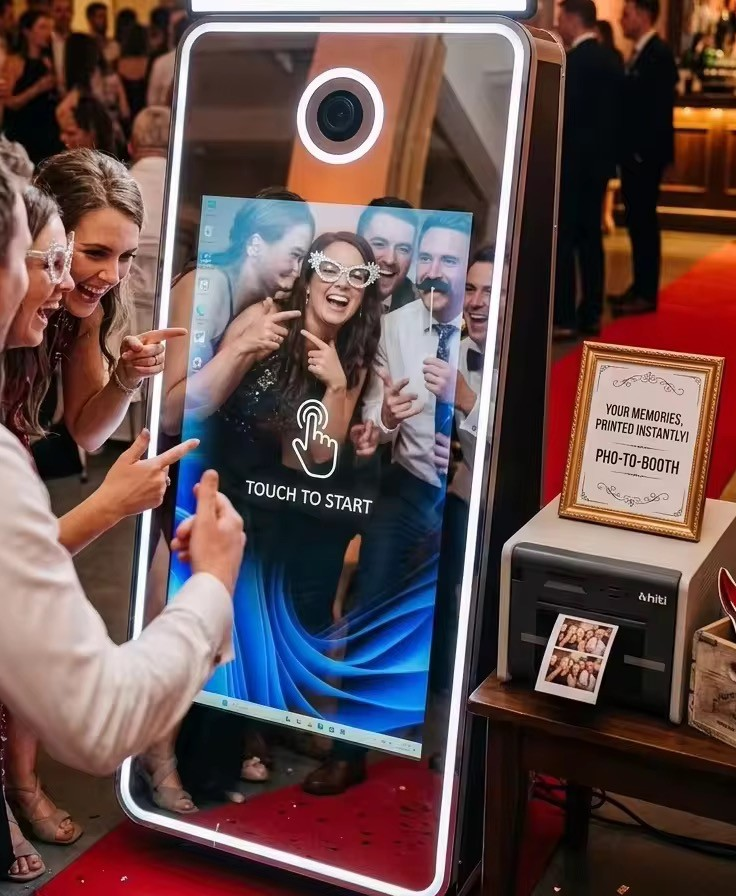 TOUCH TO START
YOUR MEMORIES,
PRINTED INSTANTLY!
PHO-TO-BOOTH
hiti